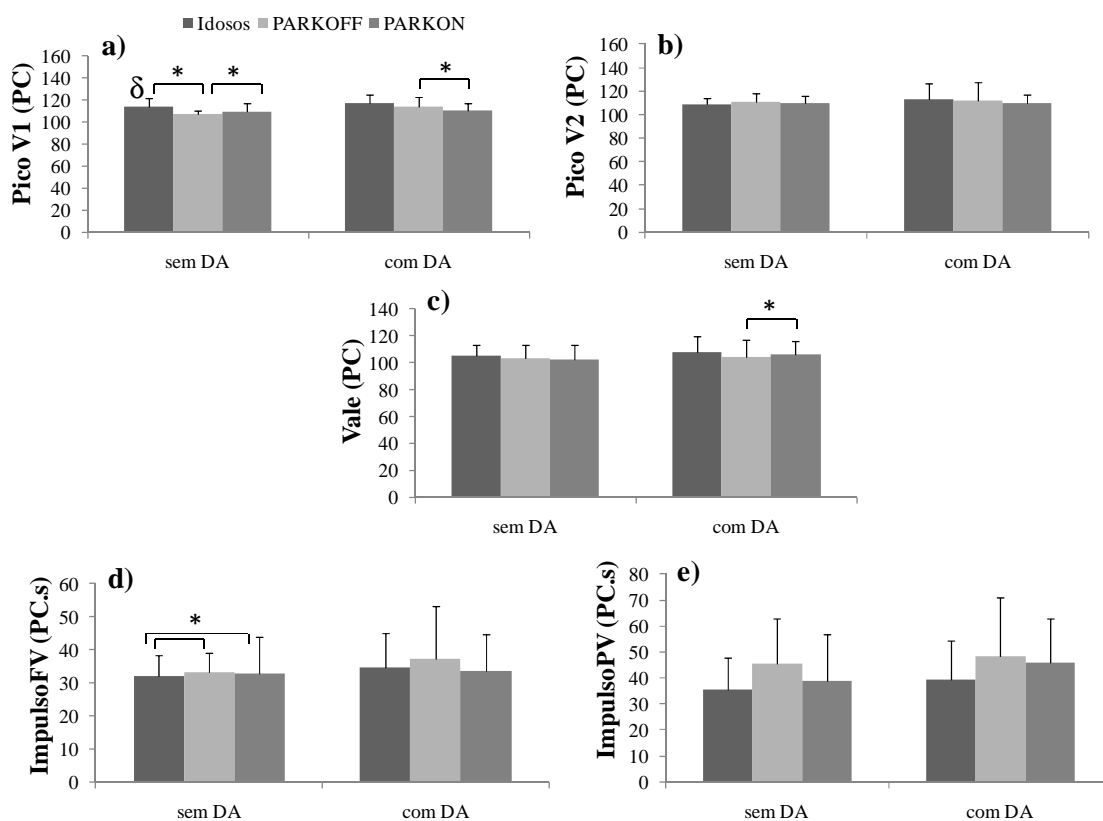 Idosos PARKOFF PARKON
a)
Pico V1 (PC)
160
140
120
100
80
60
40
20
0
δ * * *
sem DA com DA
b)
Pico V2 (PC)
160
140
120
100
80
60
40
20
0
sem DA com DA
c)
Vale (PC)
140
120
100
80
60
40
20
0
*
sem DA com DA
d)
ImpulsoFV (PC.s)
60
50
40
30
20
10
0
*
sem DA com DA
e)
ImpulsoPV (PC.s)
80
70
60
50
40
30
20
10
0
sem DA com DA